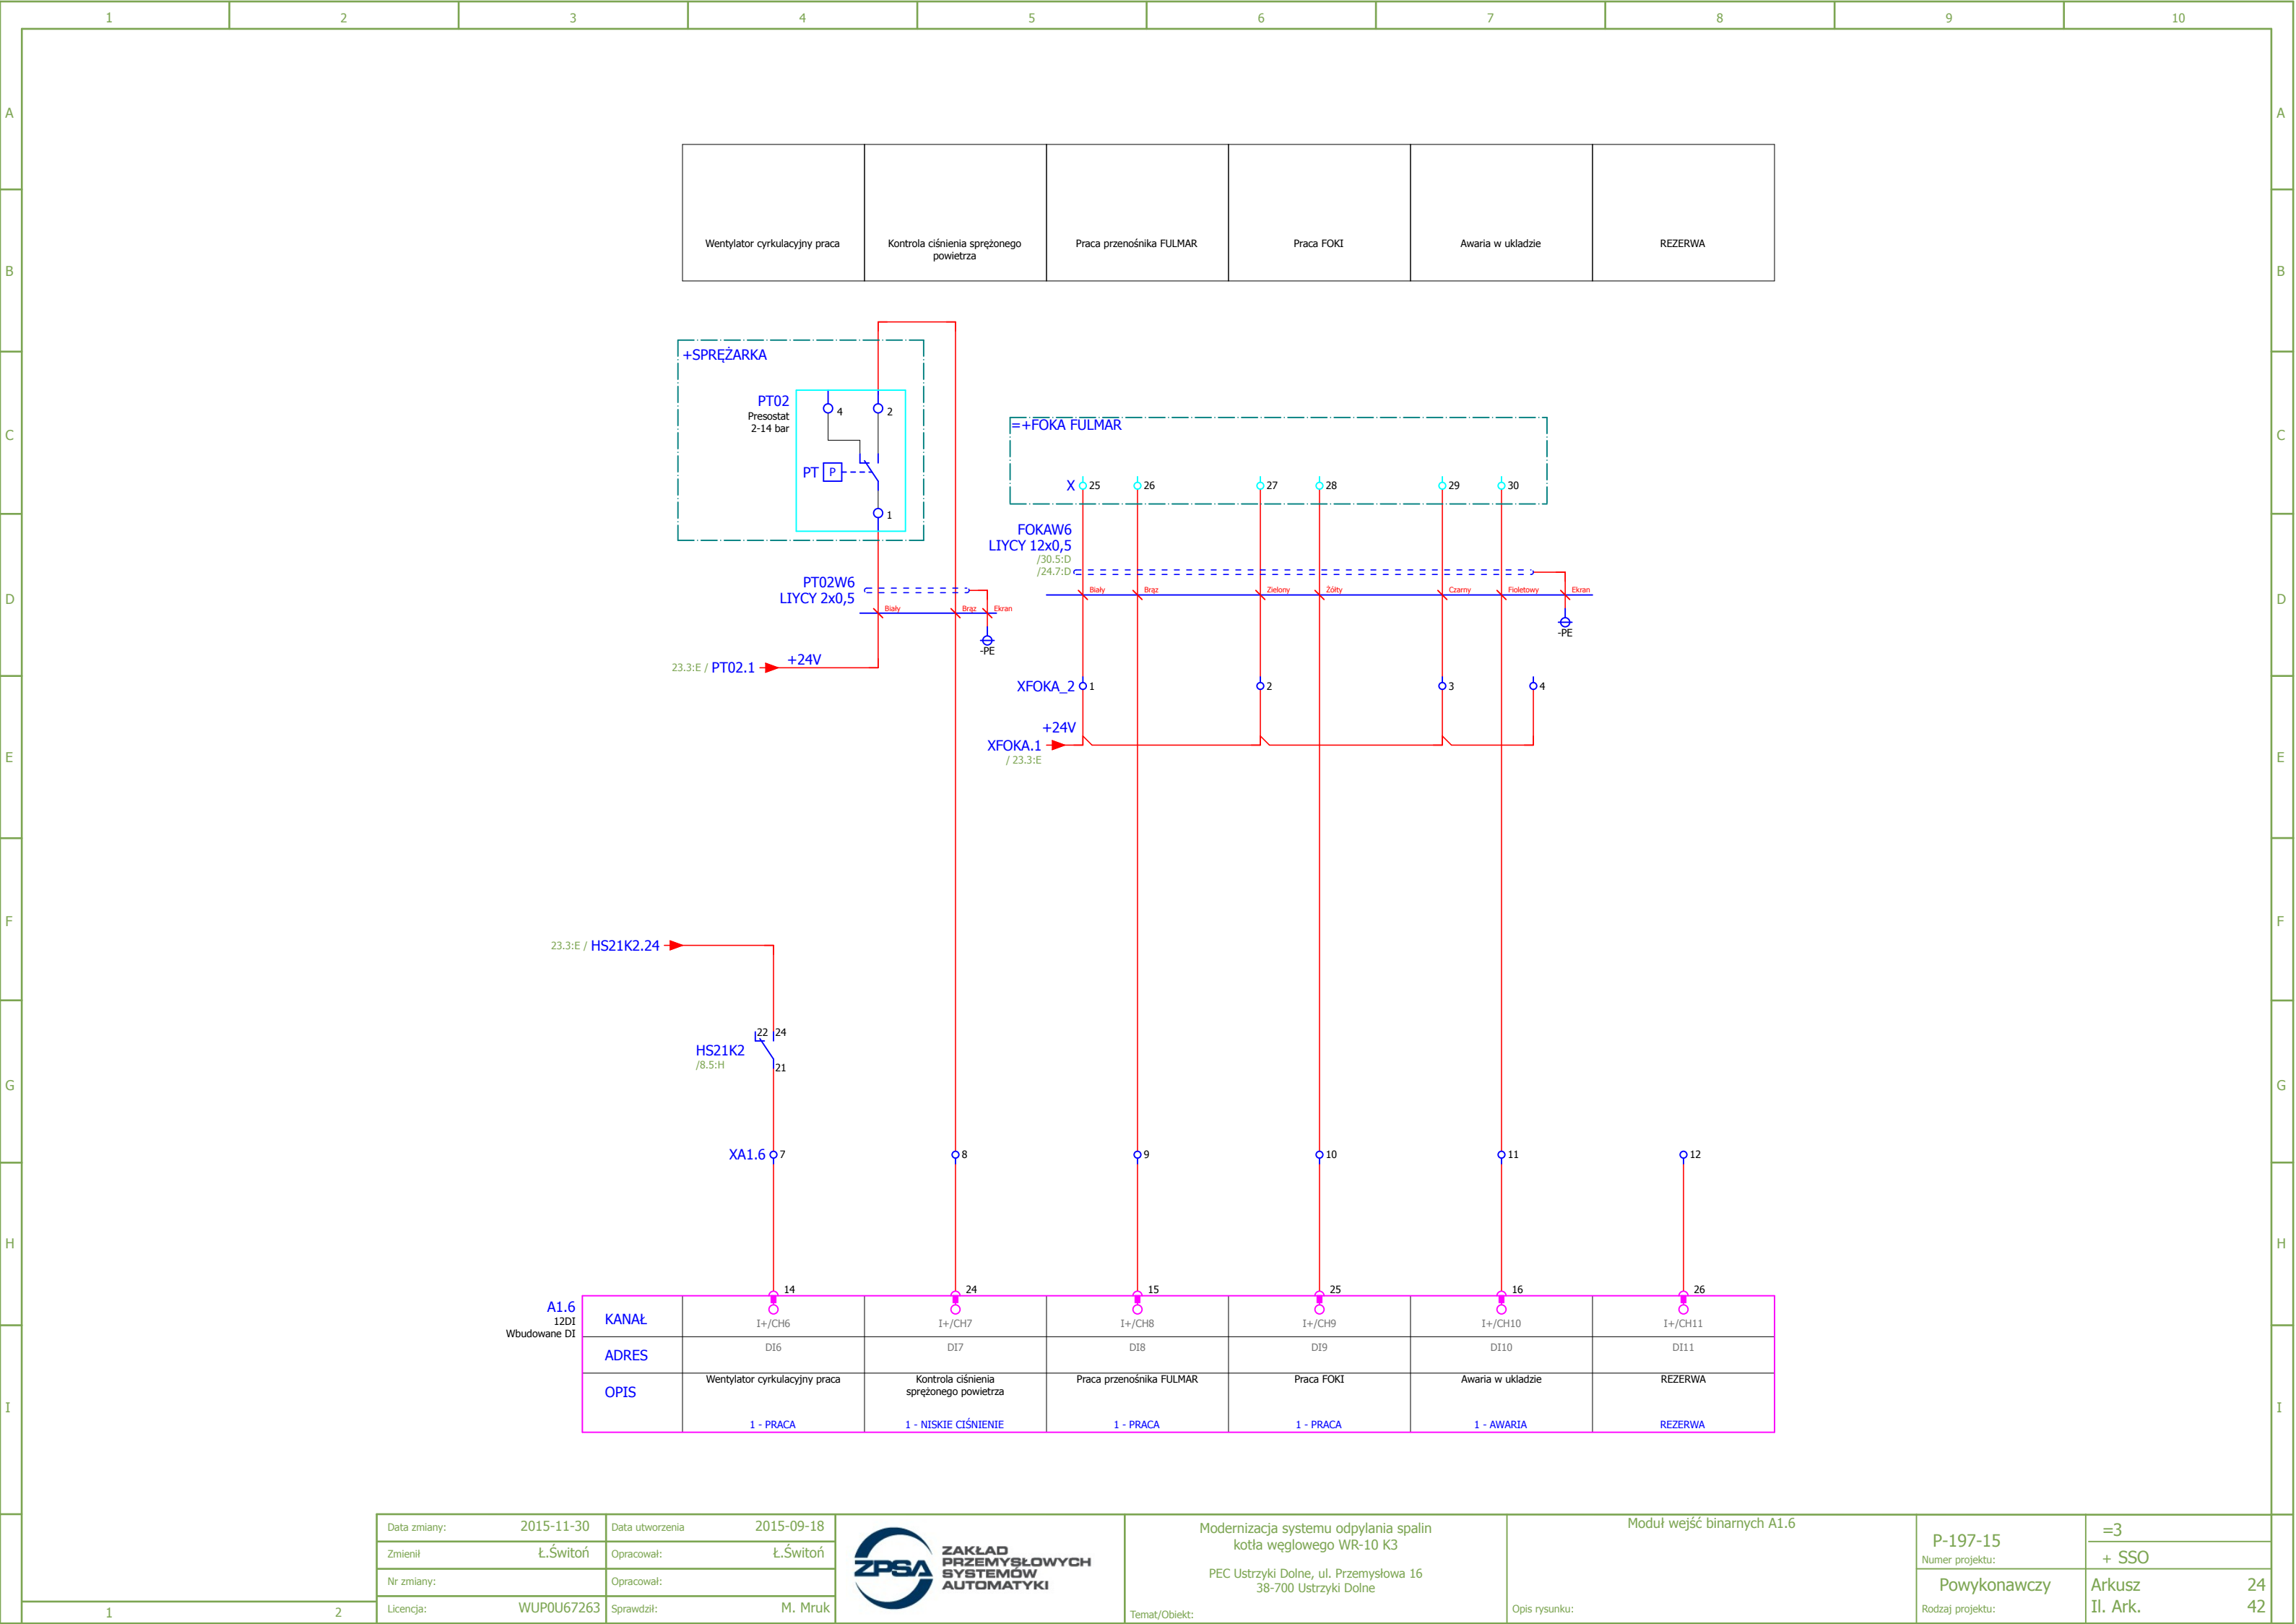 1 2 3 4 5 6 7 8 9 10
A A
B B
C C
D D
E E
F F
G G
H H
I I
Wentylator cyrkulacyjny praca
Kontrola ciśnienia sprężonego
powietrza
Praca przenośnika FULMAR
Praca FOKI
Awaria w ukladzie
REZERWA
+SPRĘŻARKA
PT02
Presostat
2-14 bar
4 2
PT P
1
=+FOKA FULMAR
X 25 26 27 28 29 30
FOKAW6
LIYCY 12x0,5
/30.5:D
/24.7:D
Biały Brąz Zielony Żółty Czarny Fioletowy Ekran
-PE
PT02W6
LIYCY 2x0,5
Biały Brąz Ekran
-PE
23.3:E / PT02.1 +24V
XFOKA_2 1 2 3 4
+24V
XFOKA.1
/ 23.3:E
23.3:E / HS21K2.24
22 24
HS21K2
/8.5:H
21
XA1.6 7 8 9 10 11 12
14 24 15 25 16 26
A1.6
12DI
Wbudowane DI
KANAŁ I+/CH6 I+/CH7 I+/CH8 I+/CH9 I+/CH10 I+/CH11
ADRES DI6 DI7 DI8 DI9 DI10 DI11
OPIS
Wentylator cyrkulacyjny praca
Kontrola ciśnienia
sprężonego powietrza
Praca przenośnika FULMAR
Praca FOKI
Awaria w ukladzie
REZERWA
1 - PRACA
1 - NISKIE CIŚNIENIE
1 - PRACA
1 - PRACA
1 - AWARIA
REZERWA
Data zmiany: 2015-11-30 Data utworzenia 2015-09-18
Zmienił Ł.Świtoń Opracował: Ł.Świtoń
Nr zmiany: Opracował:
Licencja: WUP0U67263 Sprawdził: M. Mruk
ZPSA
ZAKŁAD
PRZEMYSŁOWYCH
SYSTEMÓW
AUTOMATYKI
Modernizacja systemu odpylania spalin
kotła węglowego WR-10 K3
PEC Ustrzyki Dolne, ul. Przemysłowa 16
38-700 Ustrzyki Dolne
Temat/Obiekt:
Moduł wejść binarnych A1.6
Opis rysunku:
P-197-15
Numer projektu:
Powykonawczy
Rodzaj projektu:
=3
+ SSO
Arkusz 24
Il. Ark. 42
1 2